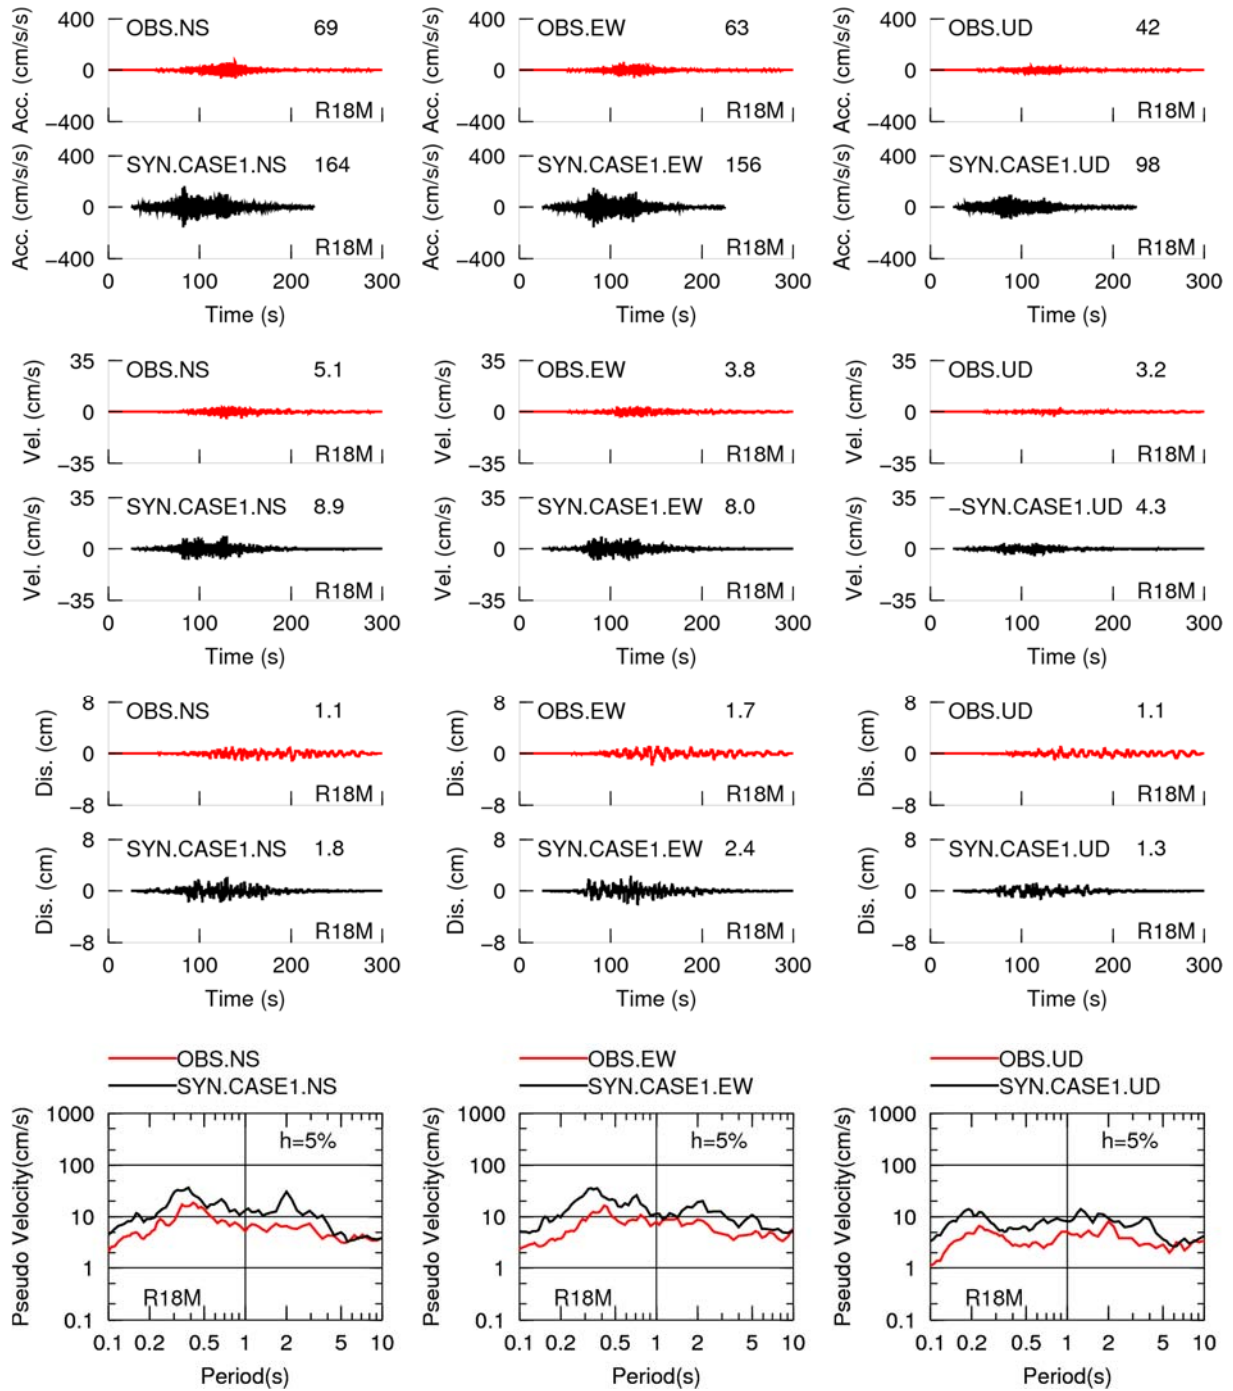 400 OBS.NS 69
0
−400 R18M
Acc. (cm/s/s)
400 OBS.EW 63
0
−400 R18M
Acc. (cm/s/s)
400 OBS.UD 42
0
−400 R18M
Acc. (cm/s/s)
400 SYN.CASE1.NS 164
0
−400 R18M
Acc. (cm/s/s)
0 100 200 300
Time (s)
400 SYN.CASE1.EW 156
0
−400 R18M
Acc. (cm/s/s)
0 100 200 300
Time (s)
400 SYN.CASE1.UD 98
0
−400 R18M
Acc. (cm/s/s)
0 100 200 300
Time (s)
35 OBS.NS 5.1
0
−35 R18M
Vel. (cm/s)
35 OBS.EW 3.8
0
−35 R18M
Vel. (cm/s)
35 OBS.UD 3.2
0
−35 R18M
Vel. (cm/s)
35 SYN.CASE1.NS 8.9
0
−35 R18M
Vel. (cm/s)
0 100 200 300
Time (s)
35 SYN.CASE1.EW 8.0
0
−35 R18M
Vel. (cm/s)
0 100 200 300
Time (s)
35 −SYN.CASE1.UD 4.3
0
−35 R18M
Vel. (cm/s)
0 100 200 300
Time (s)
8 OBS.NS 1.1
0
−8 R18M
Dis. (cm)
8 OBS.EW 1.7
0
−8 R18M
Dis. (cm)
8 OBS.UD 1.1
0
−8 R18M
Dis. (cm)
8 SYN.CASE1.NS 1.8
0
−8 R18M
Dis. (cm)
0 100 200 300
Time (s)
8 SYN.CASE1.EW 2.4
0
−8 R18M
Dis. (cm)
0 100 200 300
Time (s)
8 SYN.CASE1.UD 1.3
0
−8 R18M
Dis. (cm)
0 100 200 300
Time (s)
OBS.NS
SYN.CASE1.NS
1000
h=5%
100
10
1
R18M
0.1
Pseudo Velocity(cm/s)
0.1 0.2 0.5 1 2 5 10
Period(s)
OBS.EW
SYN.CASE1.EW
1000
h=5%
100
10
1
R18M
0.1
Pseudo Velocity(cm/s)
0.1 0.2 0.5 1 2 5 10
Period(s)
OBS.UD
SYN.CASE1.UD
1000
h=5%
100
10
1
R18M
0.1
Pseudo Velocity(cm/s)
0.1 0.2 0.5 1 2 5 10
Period(s)